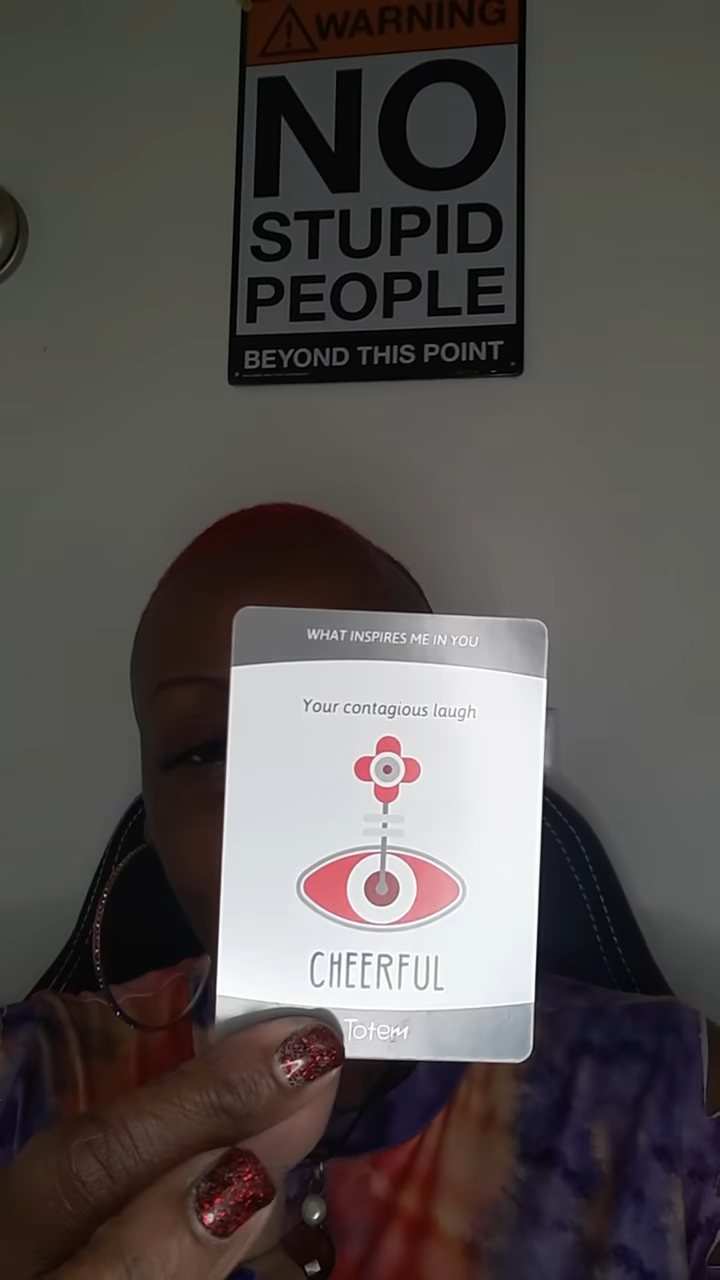 WARNING
NO
STUPID
PEOPLE
BEYOND THIS POINT
WHAT INSPIRES ME IN YOU
Your contagious laugh
CHEERFUL
Totem